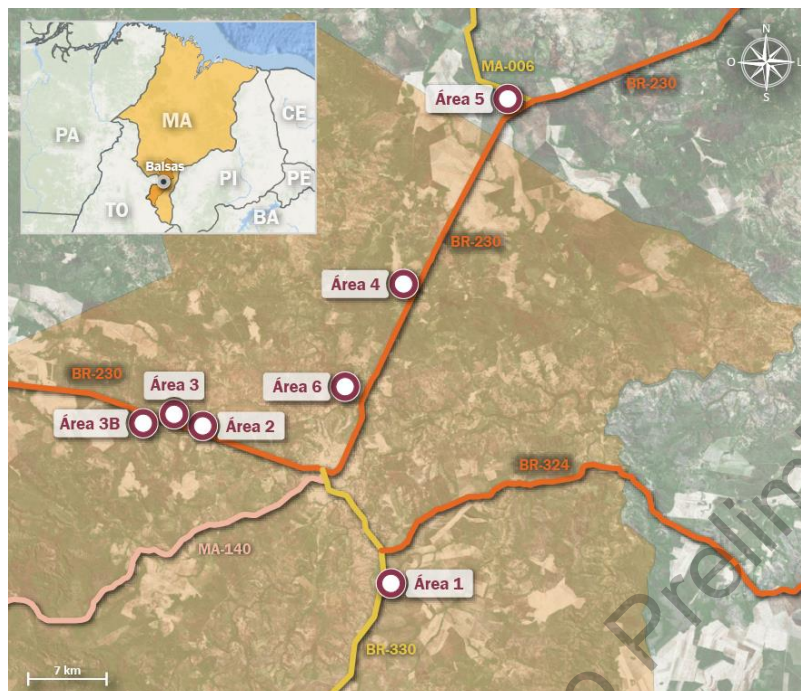 PA
MA
CE
Balsas
PI
PE
TO
BA
MA-006
BR-230
N
O
L
S
Área 5
BR-230
Área 4
BR-230
Área 3
Área 6
Área 3B
Área 2
BR-324
MA-140
Área 1
BR-330
7 km
o Prelim